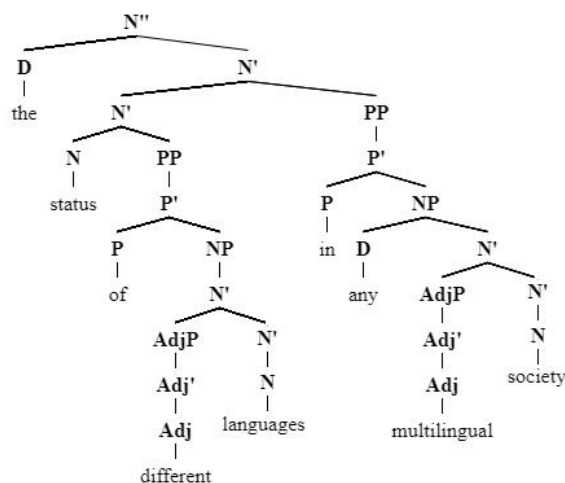 N''
D N'
the N' PP
N PP P'
status P' P NP
P NP in D N'
of N' any AdjP N'
AdjP N' Adj' N
Adj' N Adj society
Adj languages multilingual
different